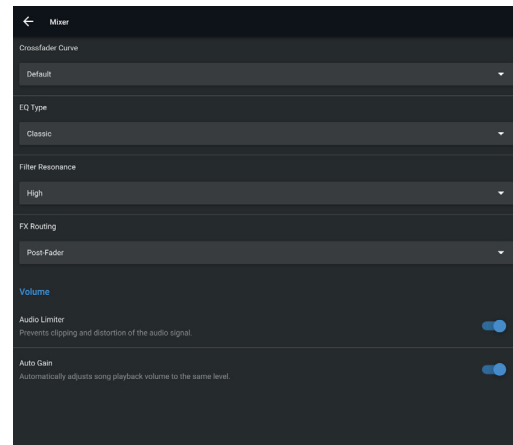 Mixer
Crossfader Curve
Default
EQ Type
Classic
Filter Resonance
High
FX Routing
Post-Fader
Volume
Audio Limiter
Prevents clipping and distortion of the audio signal.
Auto Gain
Automatically adjusts song playback volume to the same level.